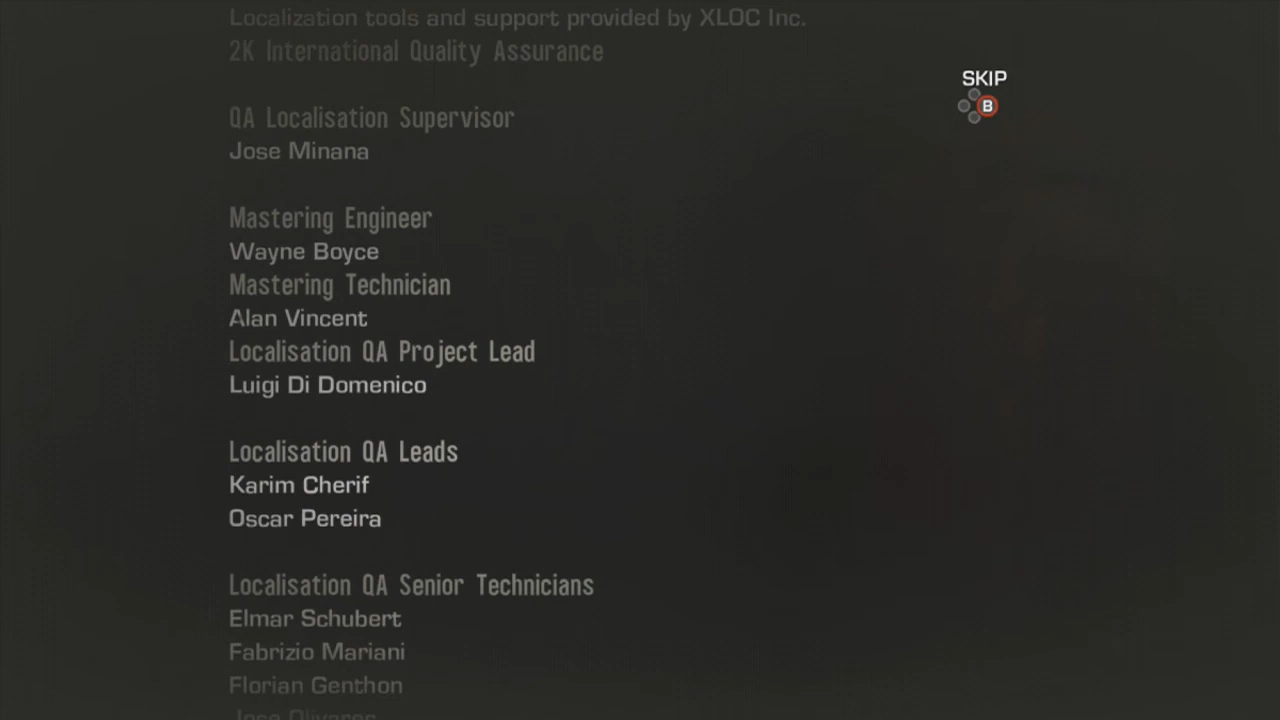 Localization tools and support provided by XLOC Inc.
2K International Quality Assurance
SKIP
B
QA Localisation Supervisor
Jose Minana
Mastering Engineer
Wayne Boyce
Mastering Technician
Alan Vincent
Localisation QA Project Lead
Luigi Di Domenico
Localisation QA Leads
Karim Cherif
Oscar Pereira
Localisation QA Senior Technicians
Elmar Schubert
Fabrizio Mariani
Florian Genthon
Jose Olivares